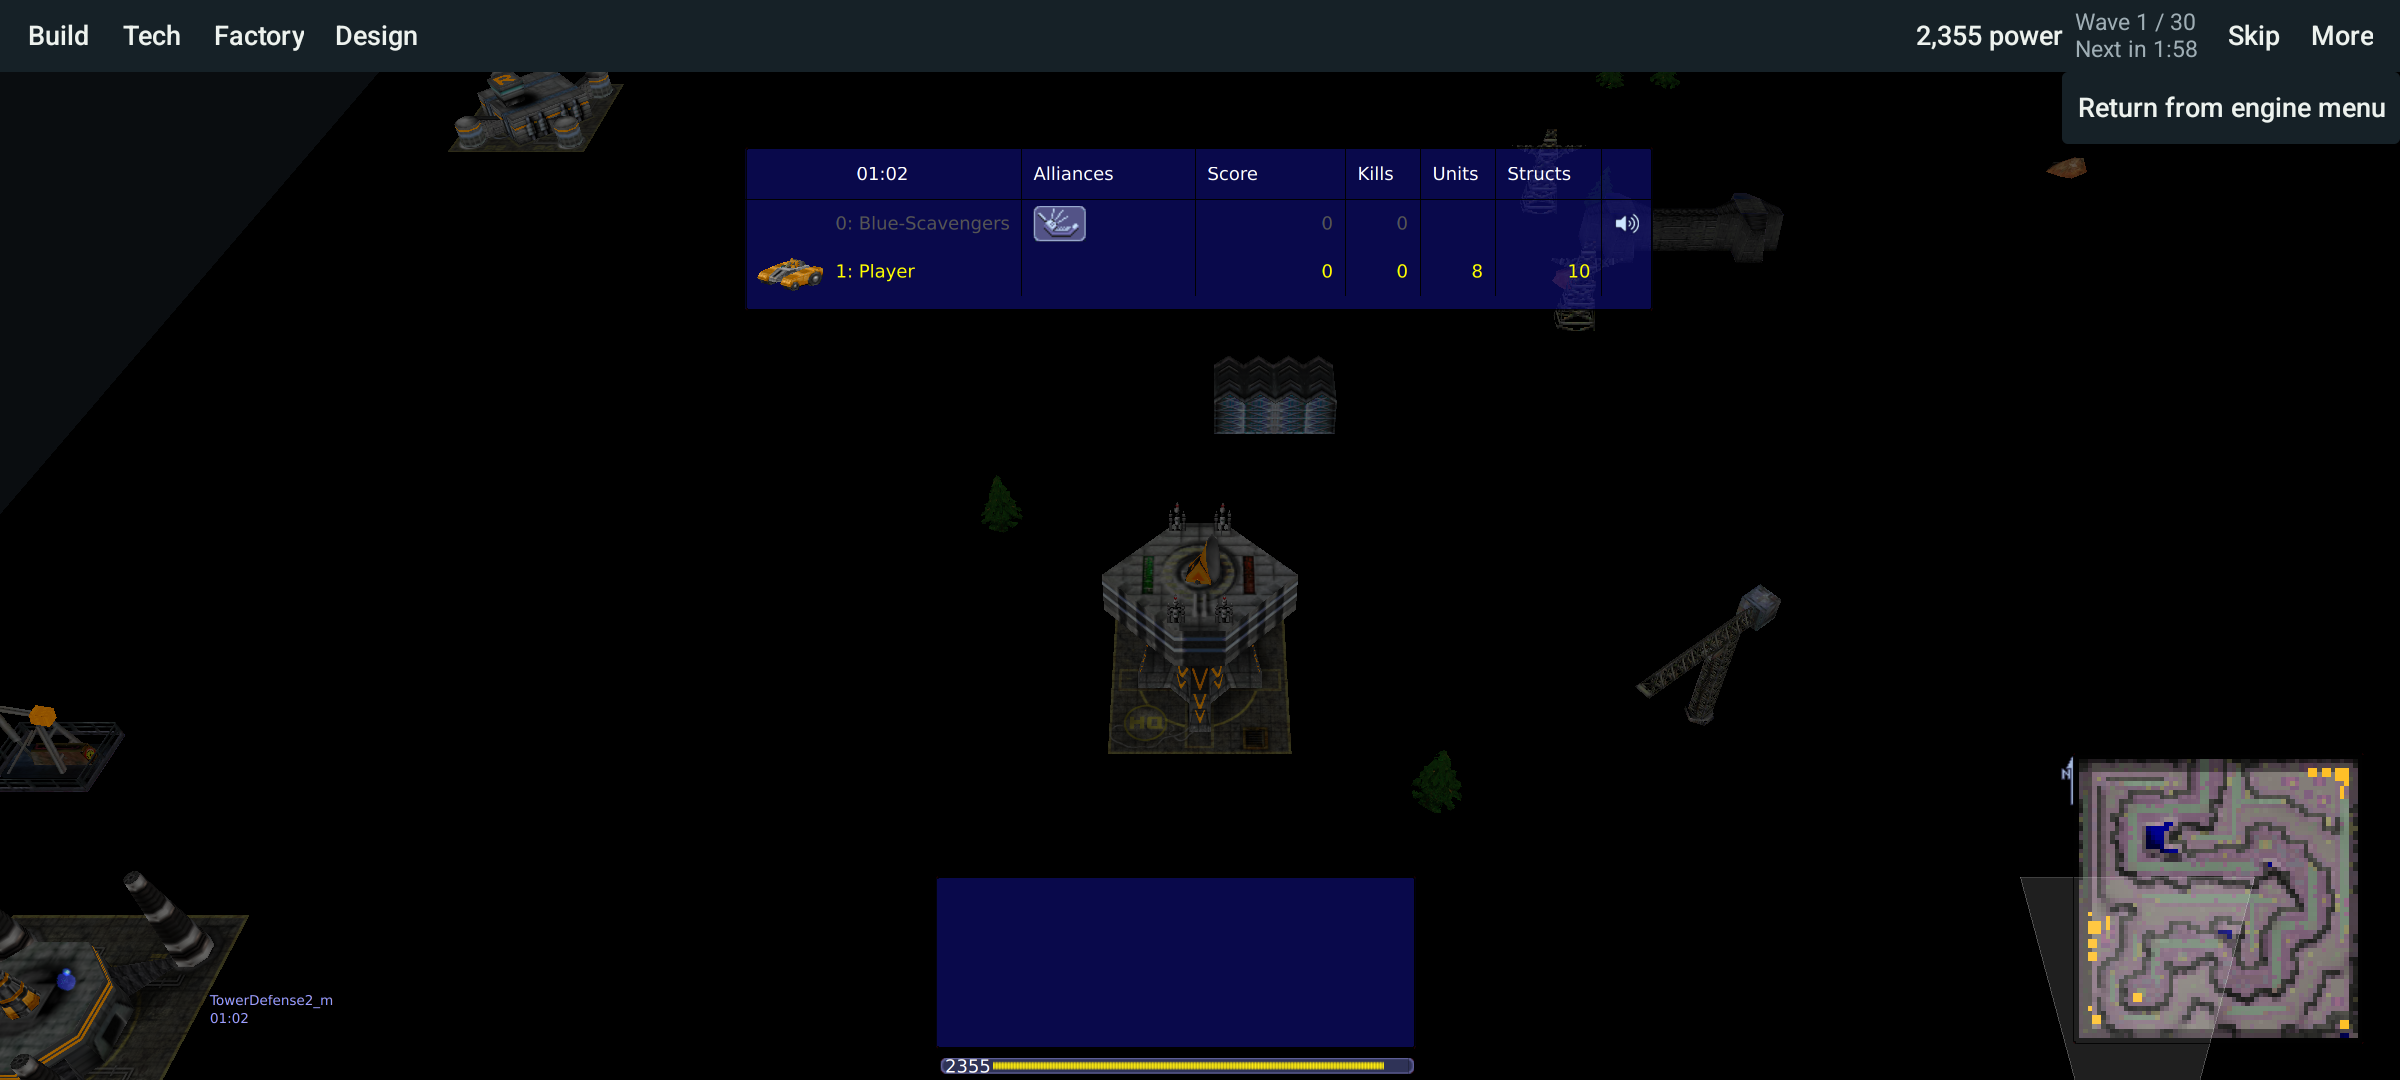 Build Tech Factory Design 2,355 power Wave 1 / 30 Skip More
Next in 1:58
Return from engine menu
01:02 Alliances Score Kills Units Structs
0: Blue-Scavengers 0 0
1: Player 0 0 8 10
HQ
N
TowerDefense2_m
01:02
2355